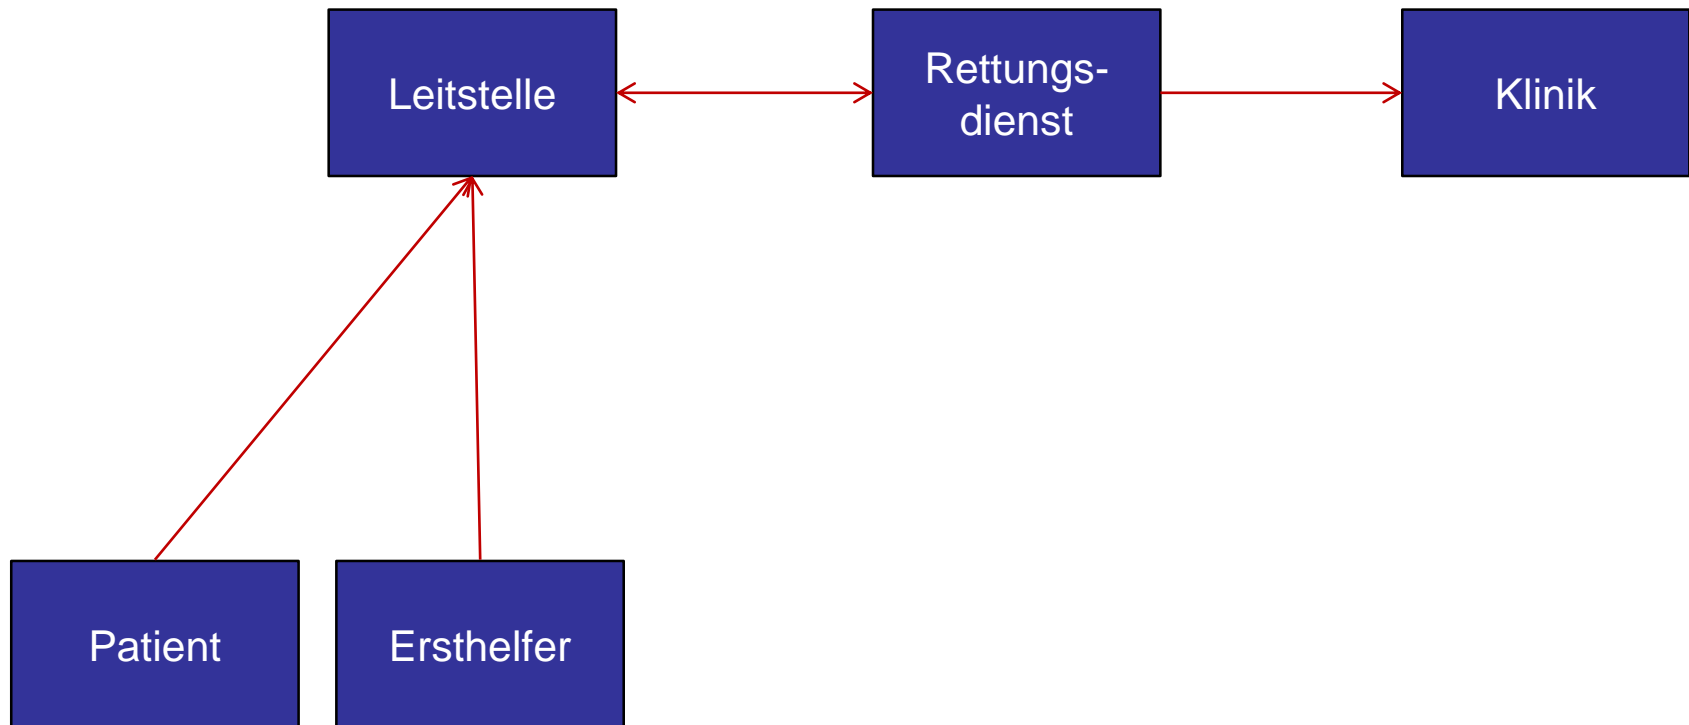 Leitstelle
Rettungs-
dienst
Klinik
Patient
Ersthelfer